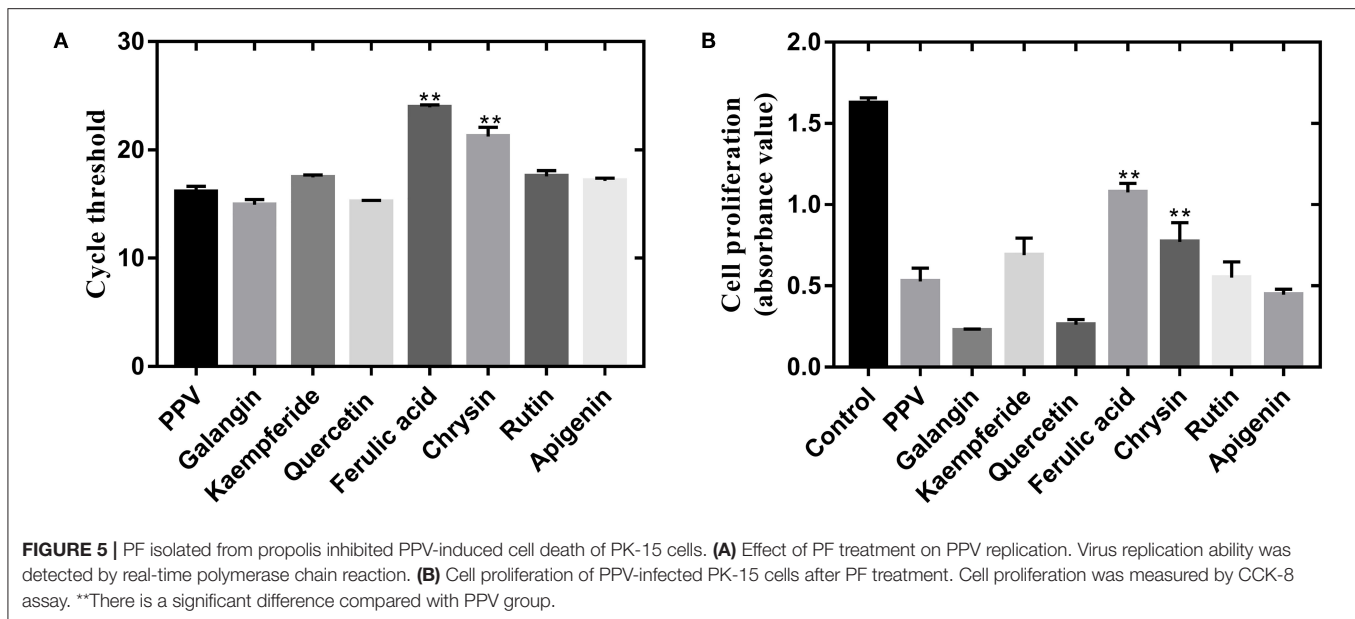 A
30
20
10
0
Cycle threshold
**
**
PPV
Galangin
Kaempferide
Quercetin
Ferulic acid
Chrysin
Rutin
Apigenin
B
2.0
1.5
1.0
0.5
0.0
Cell proliferation
(absorbance value)
**
**
Control
PPV
Galangin
Kaempferide
Quercetin
Ferulic acid
Chrysin
Rutin
Apigenin
FIGURE 5 | PF isolated from propolis inhibited PPV-induced cell death of PK-15 cells. (A) Effect of PF treatment on PPV replication. Virus replication ability was
detected by real-time polymerase chain reaction. (B) Cell proliferation of PPV-infected PK-15 cells after PF treatment. Cell proliferation was measured by CCK-8
assay. **There is a significant difference compared with PPV group.